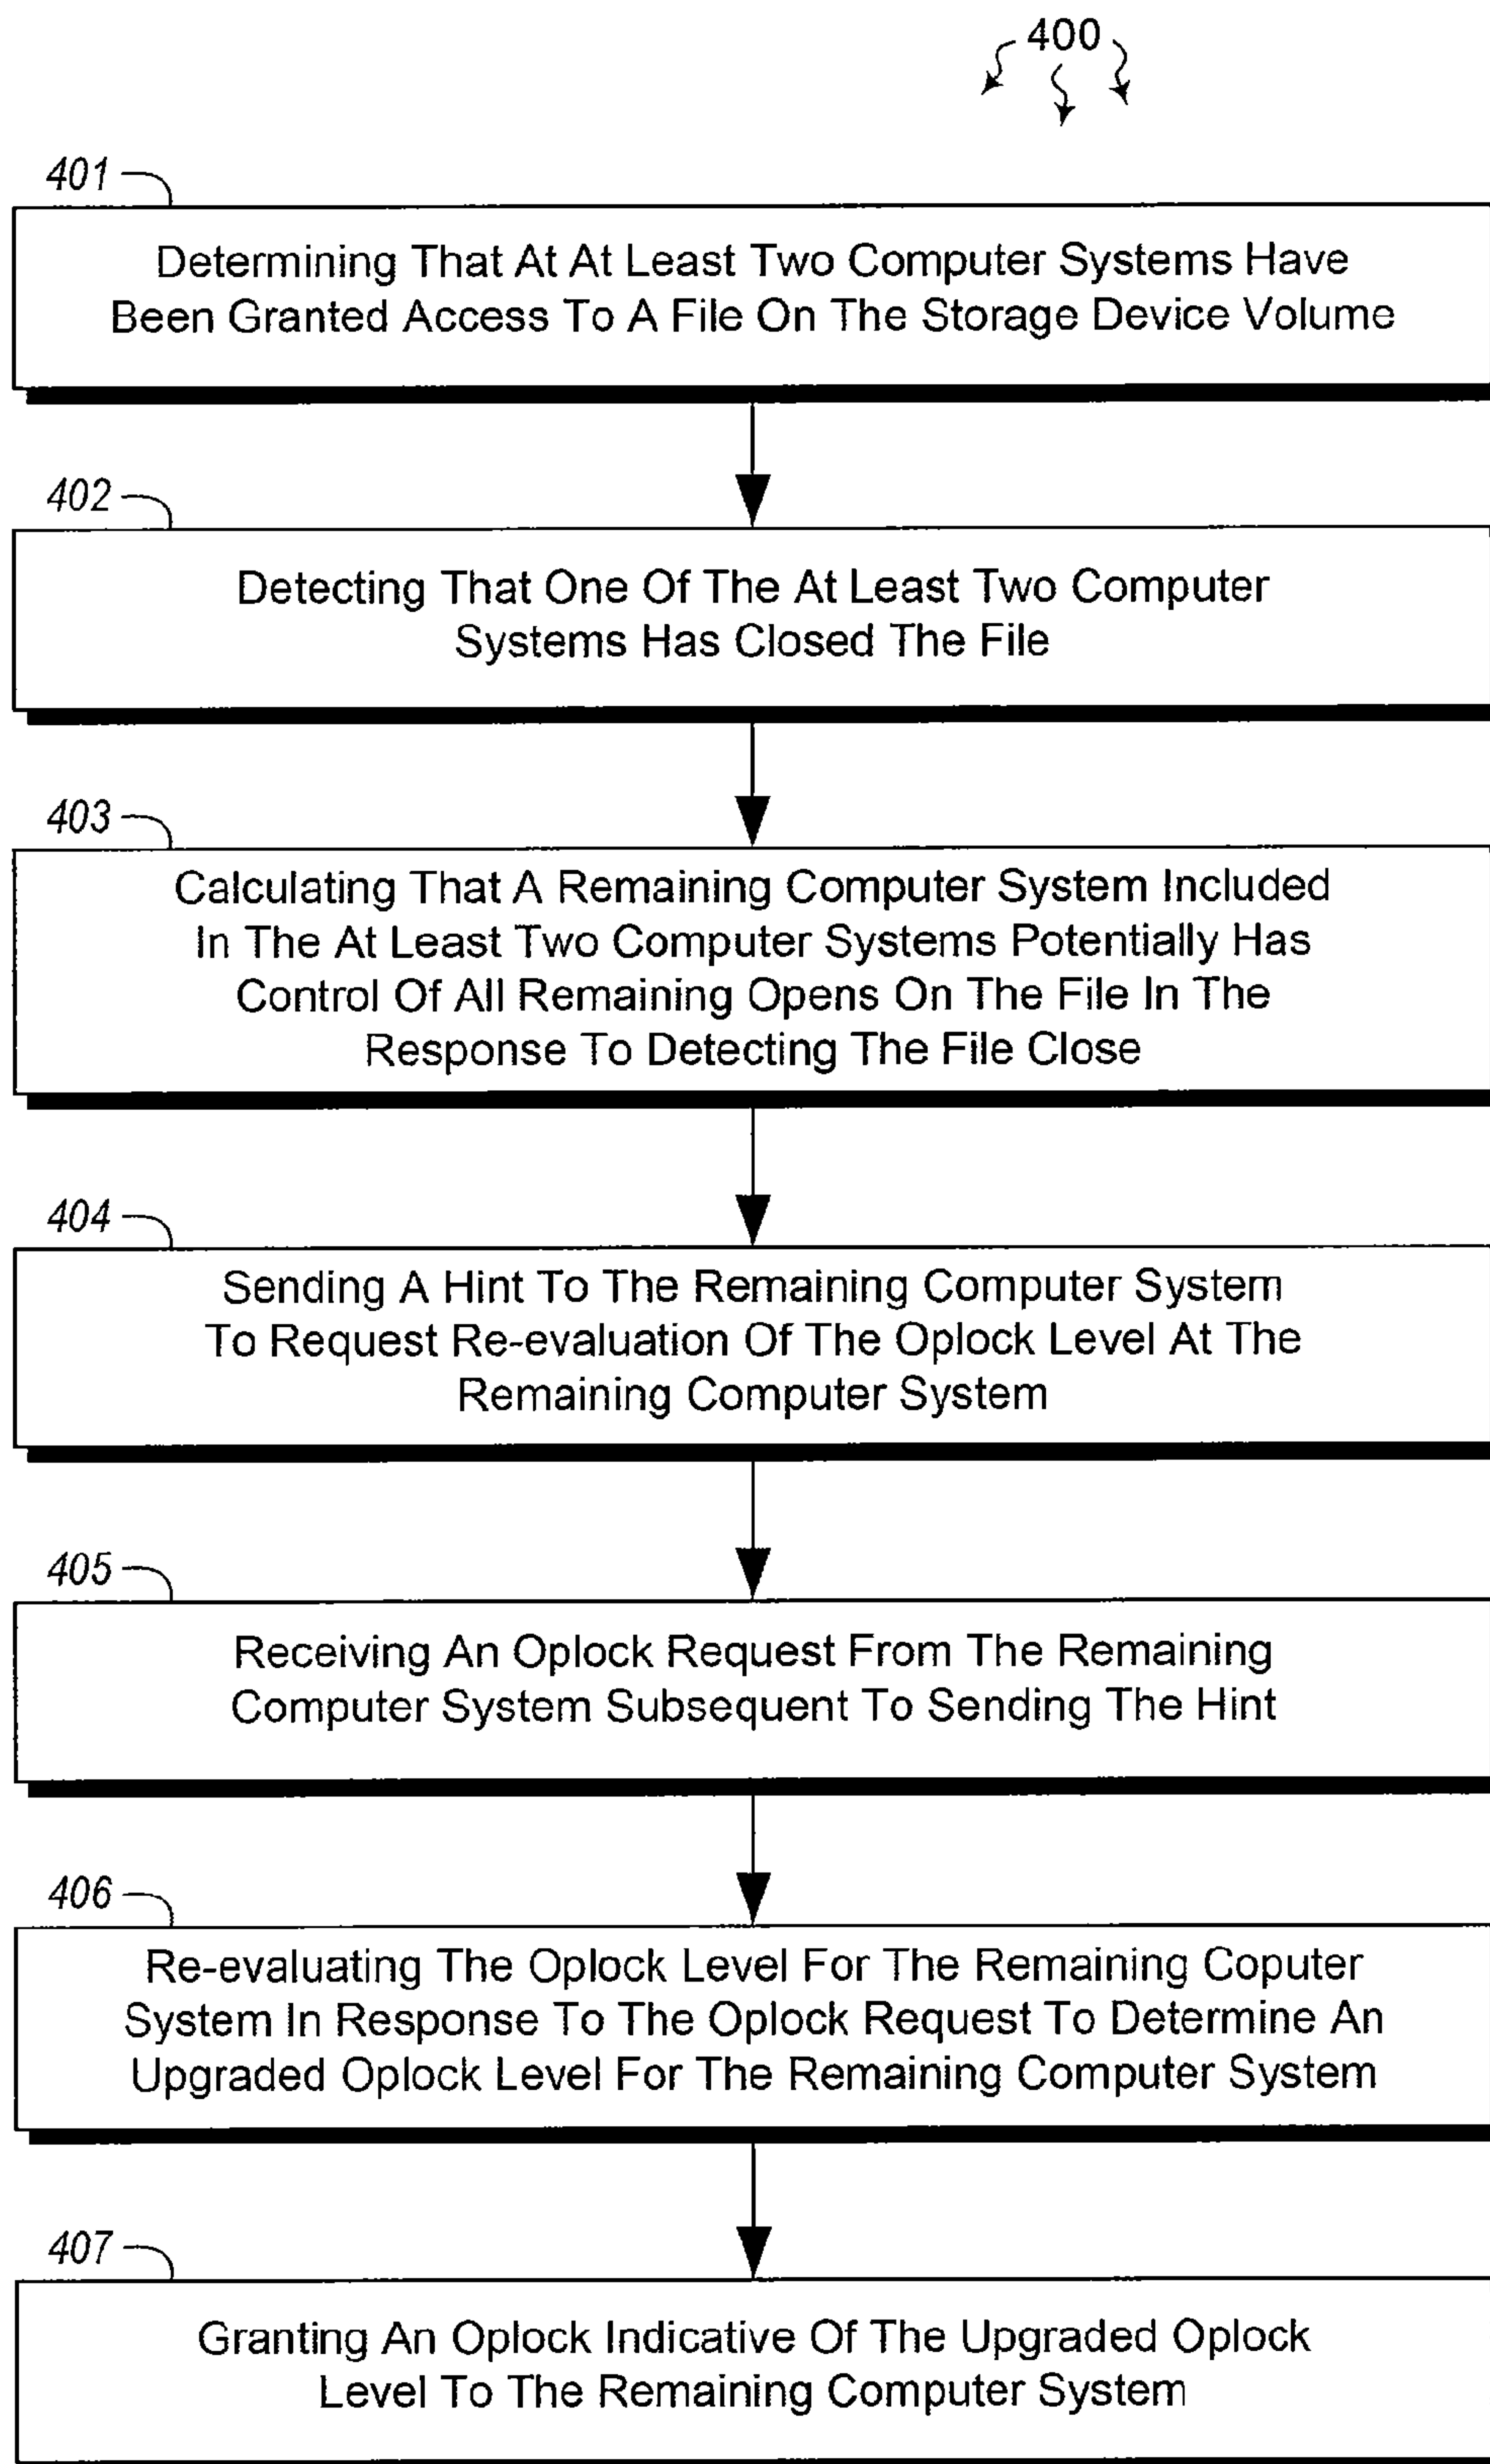 400
401
Determining That At At Least Two Computer Systems Have
Been Granted Access To A File On The Storage Device Volume
402
Detecting That One Of The At Least Two Computer
Systems Has Closed The File
403
Calculating That A Remaining Computer System Included
In The At Least Two Computer Systems Potentially Has
Control Of All Remaining Opens On The File In The
Response To Detecting The File Close
404
Sending A Hint To The Remaining Computer System
To Request Re-evaluation Of The Oplock Level At The
Remaining Computer System
405
Receiving An Oplock Request From The Remaining
Computer System Subsequent To Sending The Hint
406
Re-evaluating The Oplock Level For The Remaining Coputer
System In Response To The Oplock Request To Determine An
Upgraded Oplock Level For The Remaining Computer System
407
Granting An Oplock Indicative Of The Upgraded Oplock
Level To The Remaining Computer System